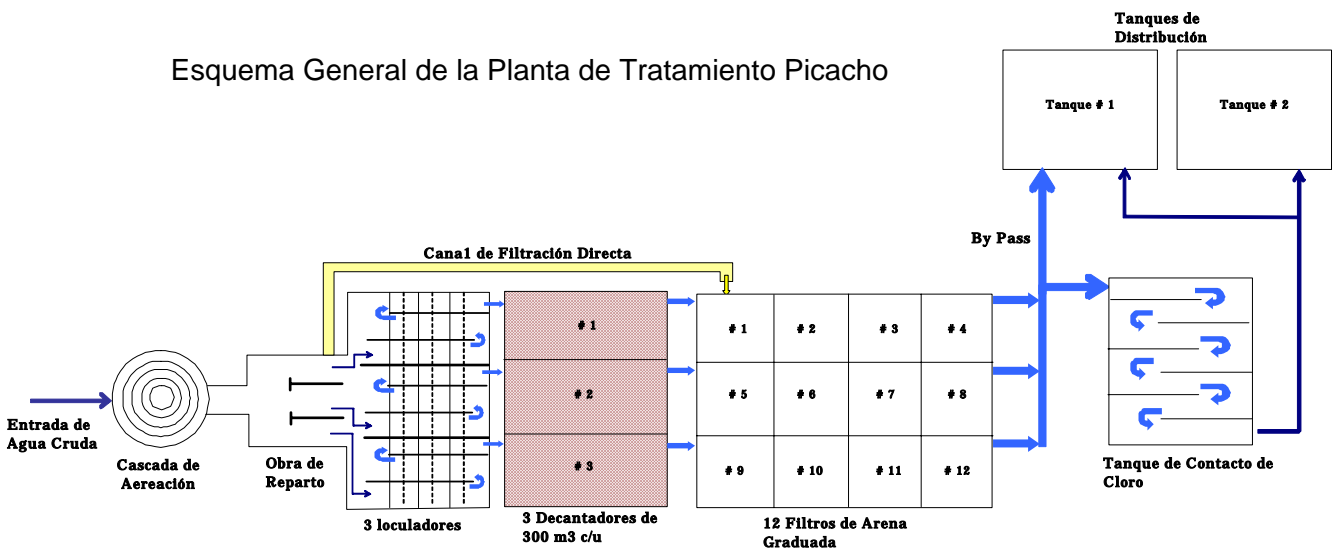 Tanques de
Distribución
Esquema General de la Planta de Tratamiento Picacho
Tanque # 1
Tanque # 2
By Pass
Cana1 de Filtración Directa
# 1
# 1
# 2
# 3
# 4
# 2
# 5
# 6
# 7
# 8
Entrada de
Agua Cruda
Cascada de
Aereación
Obra de
Reparto
# 3
# 9
# 10
# 11
# 12
Tanque de Contacto de
Cloro
3 loculadores
3 Decantadores de
300 m3 c/u
12 Filtros de Arena
Graduada